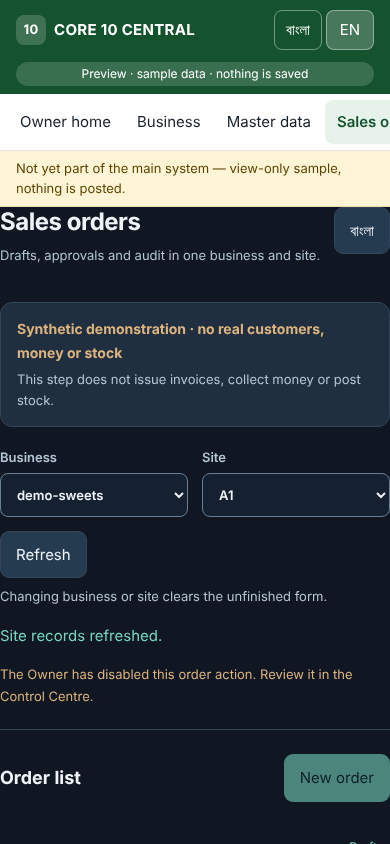 10 CORE 10 CENTRAL বাংলা EN
Preview · sample data · nothing is saved
Owner home Business Master data Sales o
Not yet part of the main system — view-only sample,
nothing is posted.
Sales orders বাংলা
Drafts, approvals and audit in one business and site.
Synthetic demonstration · no real customers,
money or stock
This step does not issue invoices, collect money or post
stock.
Business Site
demo-sweets A1
Refresh
Changing business or site clears the unfinished form.
Site records refreshed.
The Owner has disabled this order action. Review it in the
Control Centre.
Order list New order